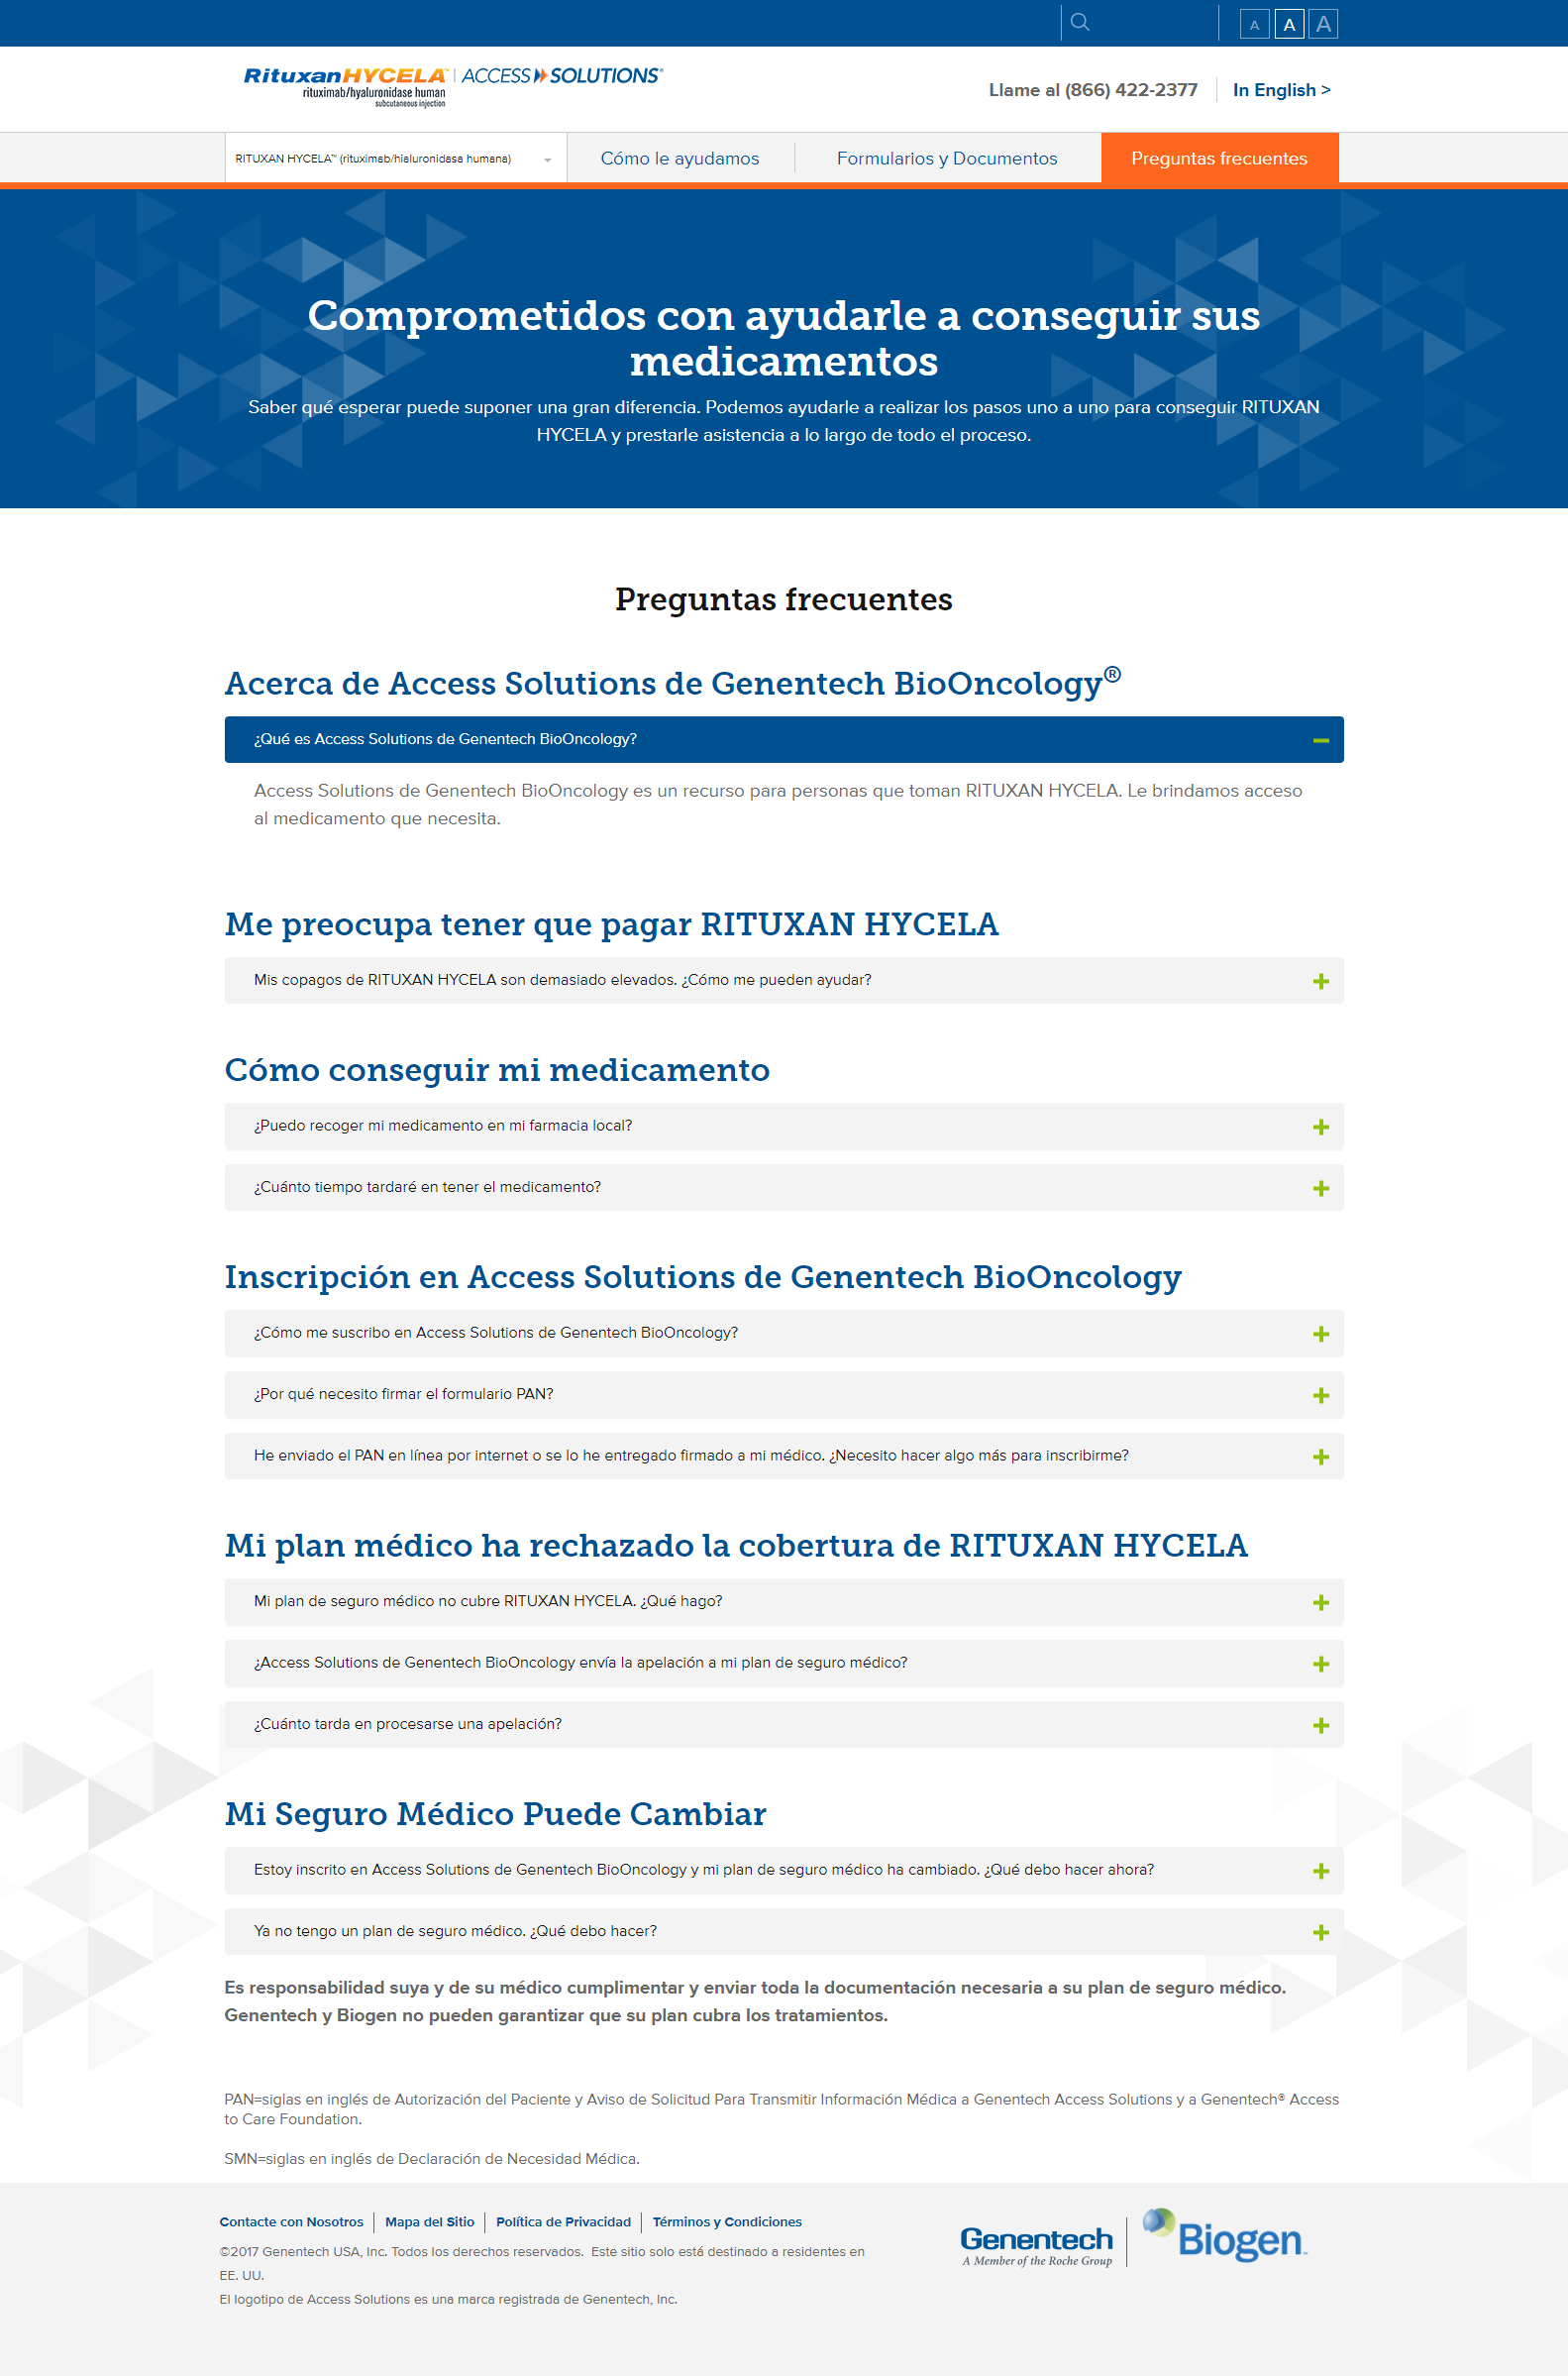 A A A
RituxanHYCELA™ | ACCESS SOLUTIONS®
rituximab/hyaluronidase human
subcutaneous injection
Llame al (866) 422-2377
In English >
RITUXAN HYCELA™ (rituximab/hialuronidasa humana)
Cómo le ayudamos
Formularios y Documentos
Preguntas frecuentes
Comprometidos con ayudarle a conseguir sus
medicamentos
Saber qué esperar puede suponer una gran diferencia. Podemos ayudarle a realizar los pasos uno a uno para conseguir RITUXAN
HYCELA y prestarle asistencia a lo largo de todo el proceso.
Preguntas frecuentes
Acerca de Access Solutions de Genentech BioOncology®
¿Qué es Access Solutions de Genentech BioOncology?
Access Solutions de Genentech BioOncology es un recurso para personas que toman RITUXAN HYCELA. Le brindamos acceso
al medicamento que necesita.
Me preocupa tener que pagar RITUXAN HYCELA
Mis copagos de RITUXAN HYCELA son demasiado elevados. ¿Cómo me pueden ayudar?
Cómo conseguir mi medicamento
¿Puedo recoger mi medicamento en mi farmacia local?
¿Cuánto tiempo tardaré en tener el medicamento?
Inscripción en Access Solutions de Genentech BioOncology
¿Cómo me suscribo en Access Solutions de Genentech BioOncology?
¿Por qué necesito firmar el formulario PAN?
He enviado el PAN en línea por internet o se lo he entregado firmado a mi médico. ¿Necesito hacer algo más para inscribirme?
Mi plan médico ha rechazado la cobertura de RITUXAN HYCELA
Mi plan de seguro médico no cubre RITUXAN HYCELA. ¿Qué hago?
¿Access Solutions de Genentech BioOncology envía la apelación a mi plan de seguro médico?
¿Cuánto tarda en procesarse una apelación?
Mi Seguro Médico Puede Cambiar
Estoy inscrito en Access Solutions de Genentech BioOncology y mi plan de seguro médico ha cambiado. ¿Qué debo hacer ahora?
Ya no tengo un plan de seguro médico. ¿Qué debo hacer?
Es responsabilidad suya y de su médico cumplimentar y enviar toda la documentación necesaria a su plan de seguro médico.
Genentech y Biogen no pueden garantizar que su plan cubra los tratamientos.
PAN=siglas en inglés de Autorización del Paciente y Aviso de Solicitud Para Transmitir Información Médica a Genentech Access Solutions y a Genentech® Access
to Care Foundation.
SMN=siglas en inglés de Declaración de Necesidad Médica.
Contacte con Nosotros | Mapa del Sitio | Política de Privacidad | Términos y Condiciones
©2017 Genentech USA, Inc. Todos los derechos reservados. Este sitio solo está destinado a residentes en
EE. UU.
El logotipo de Access Solutions es una marca registrada de Genentech, Inc.
Genentech
A Member of the Roche Group
Biogen™